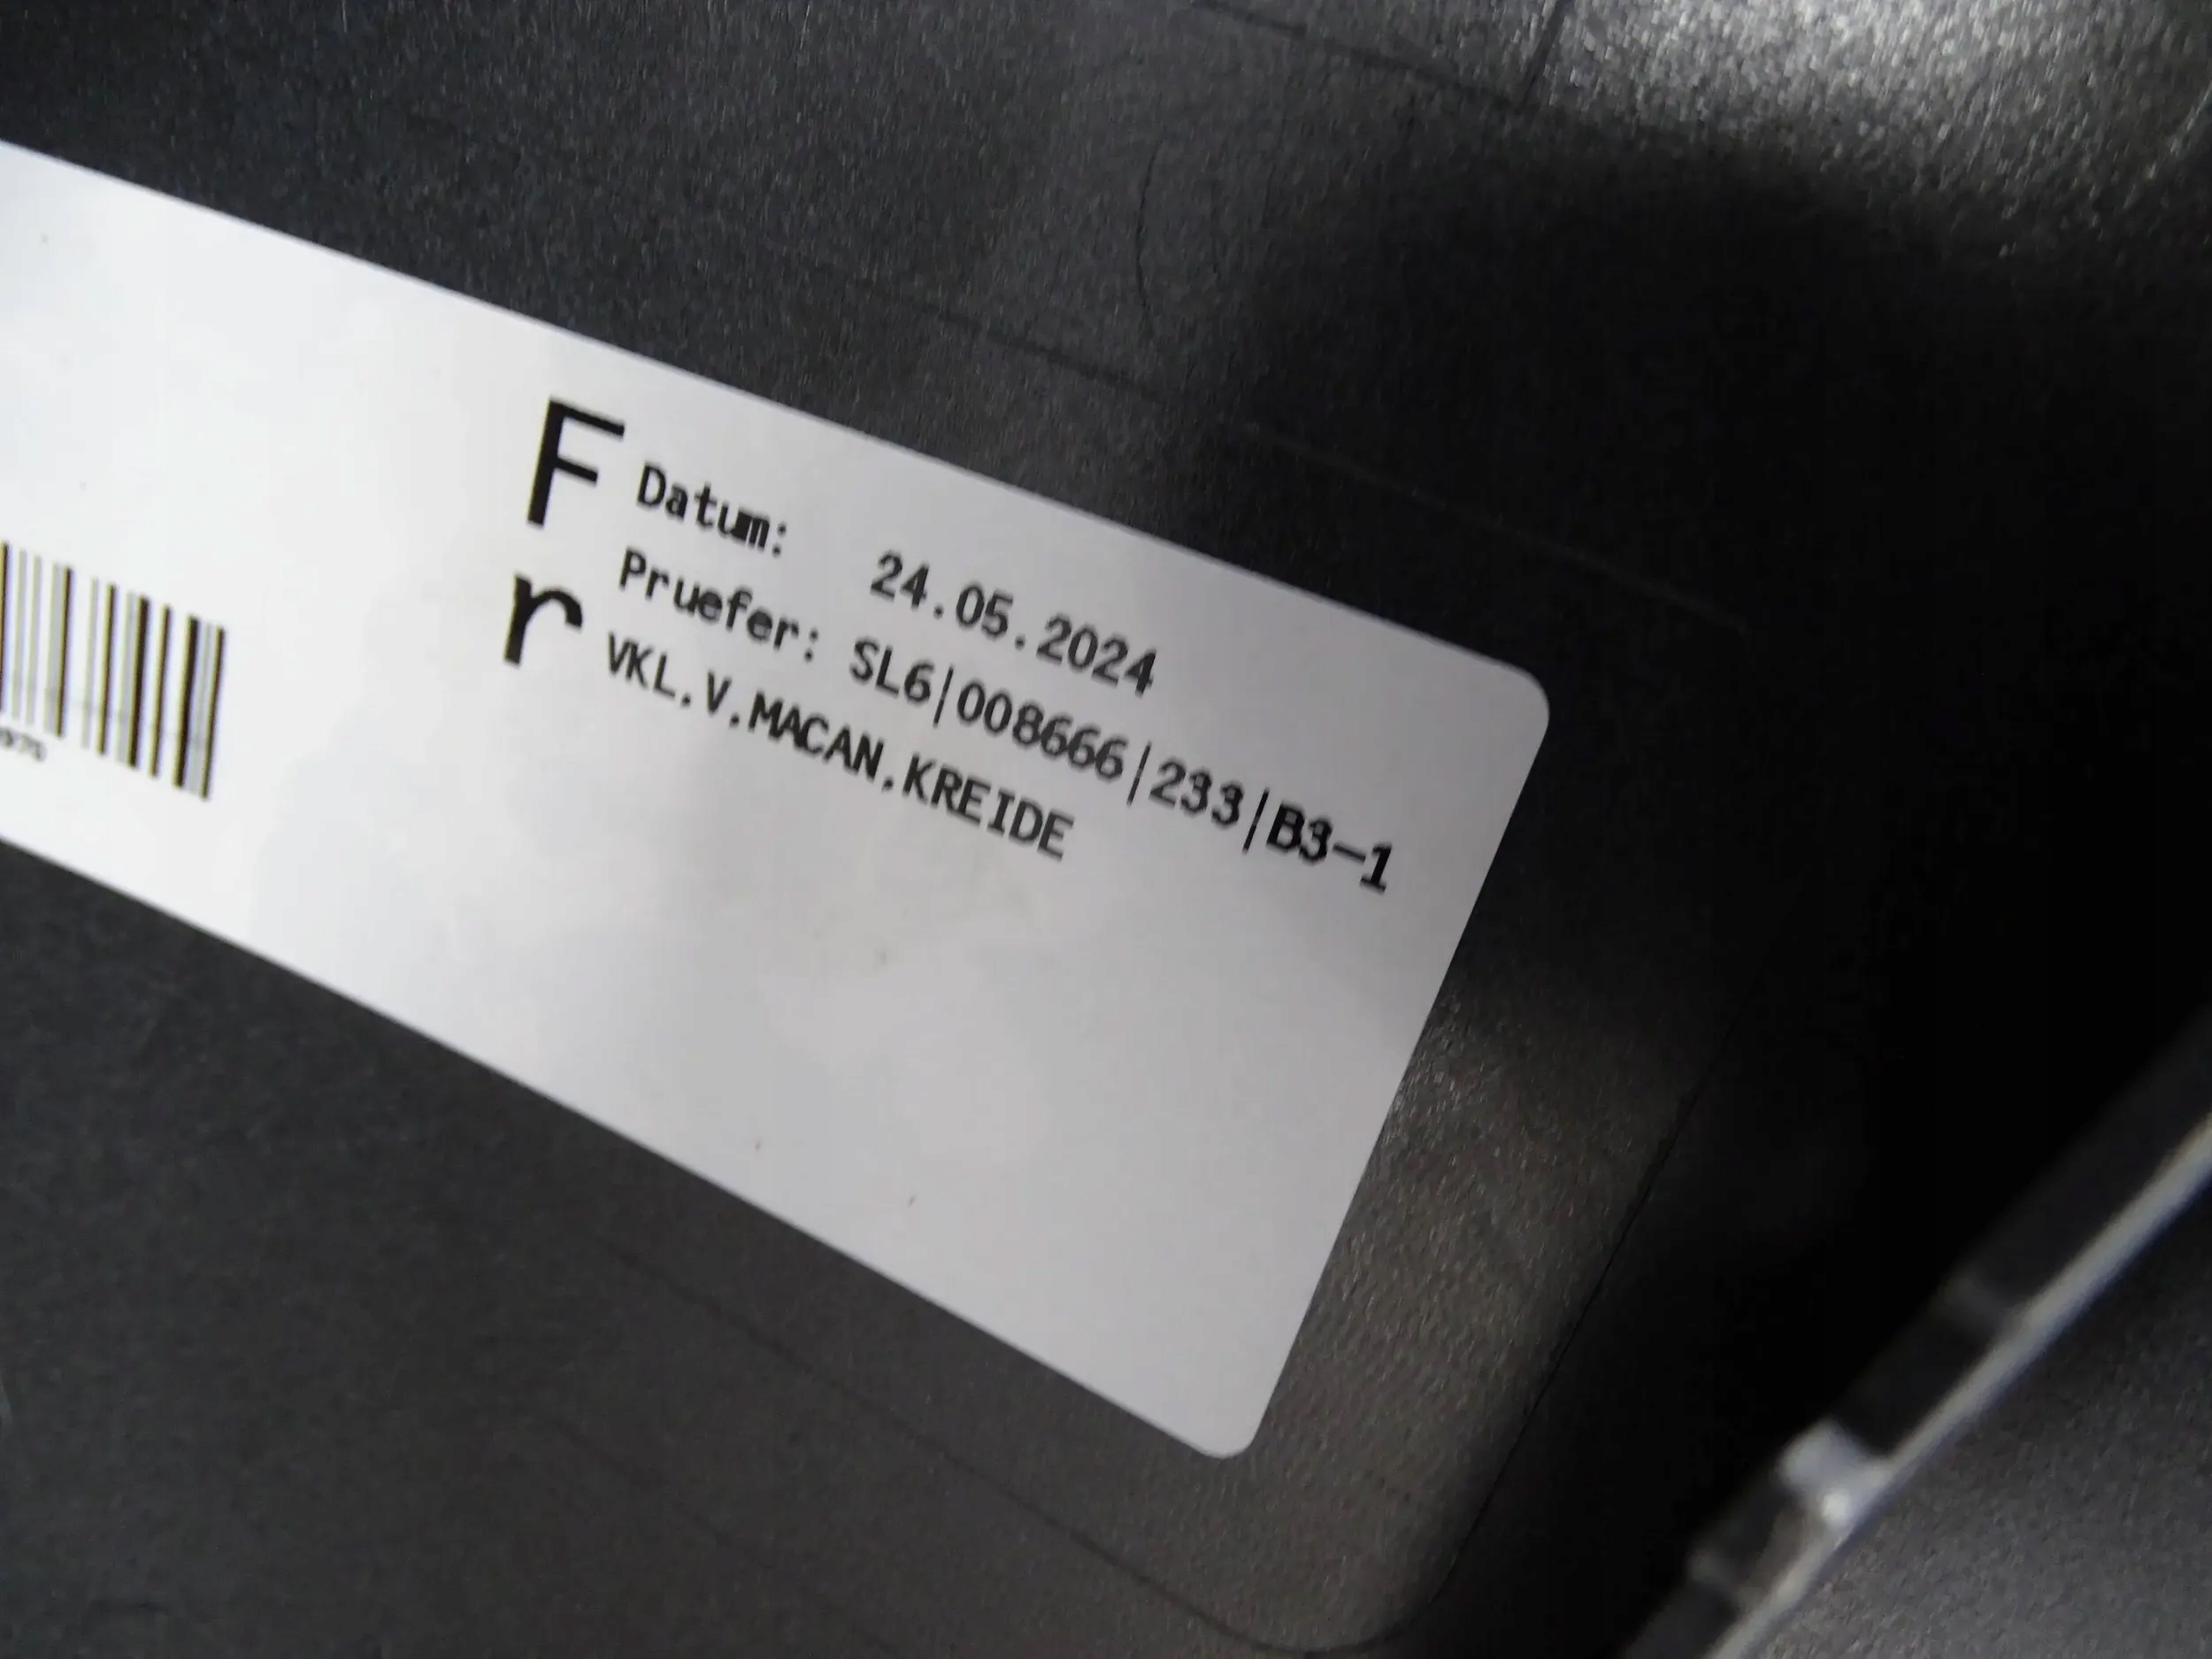 F
r
Datum: 24.05.2024
Pruefer: SL6|008666|233|B3-1
VKL.V.MACAN.KREIDE